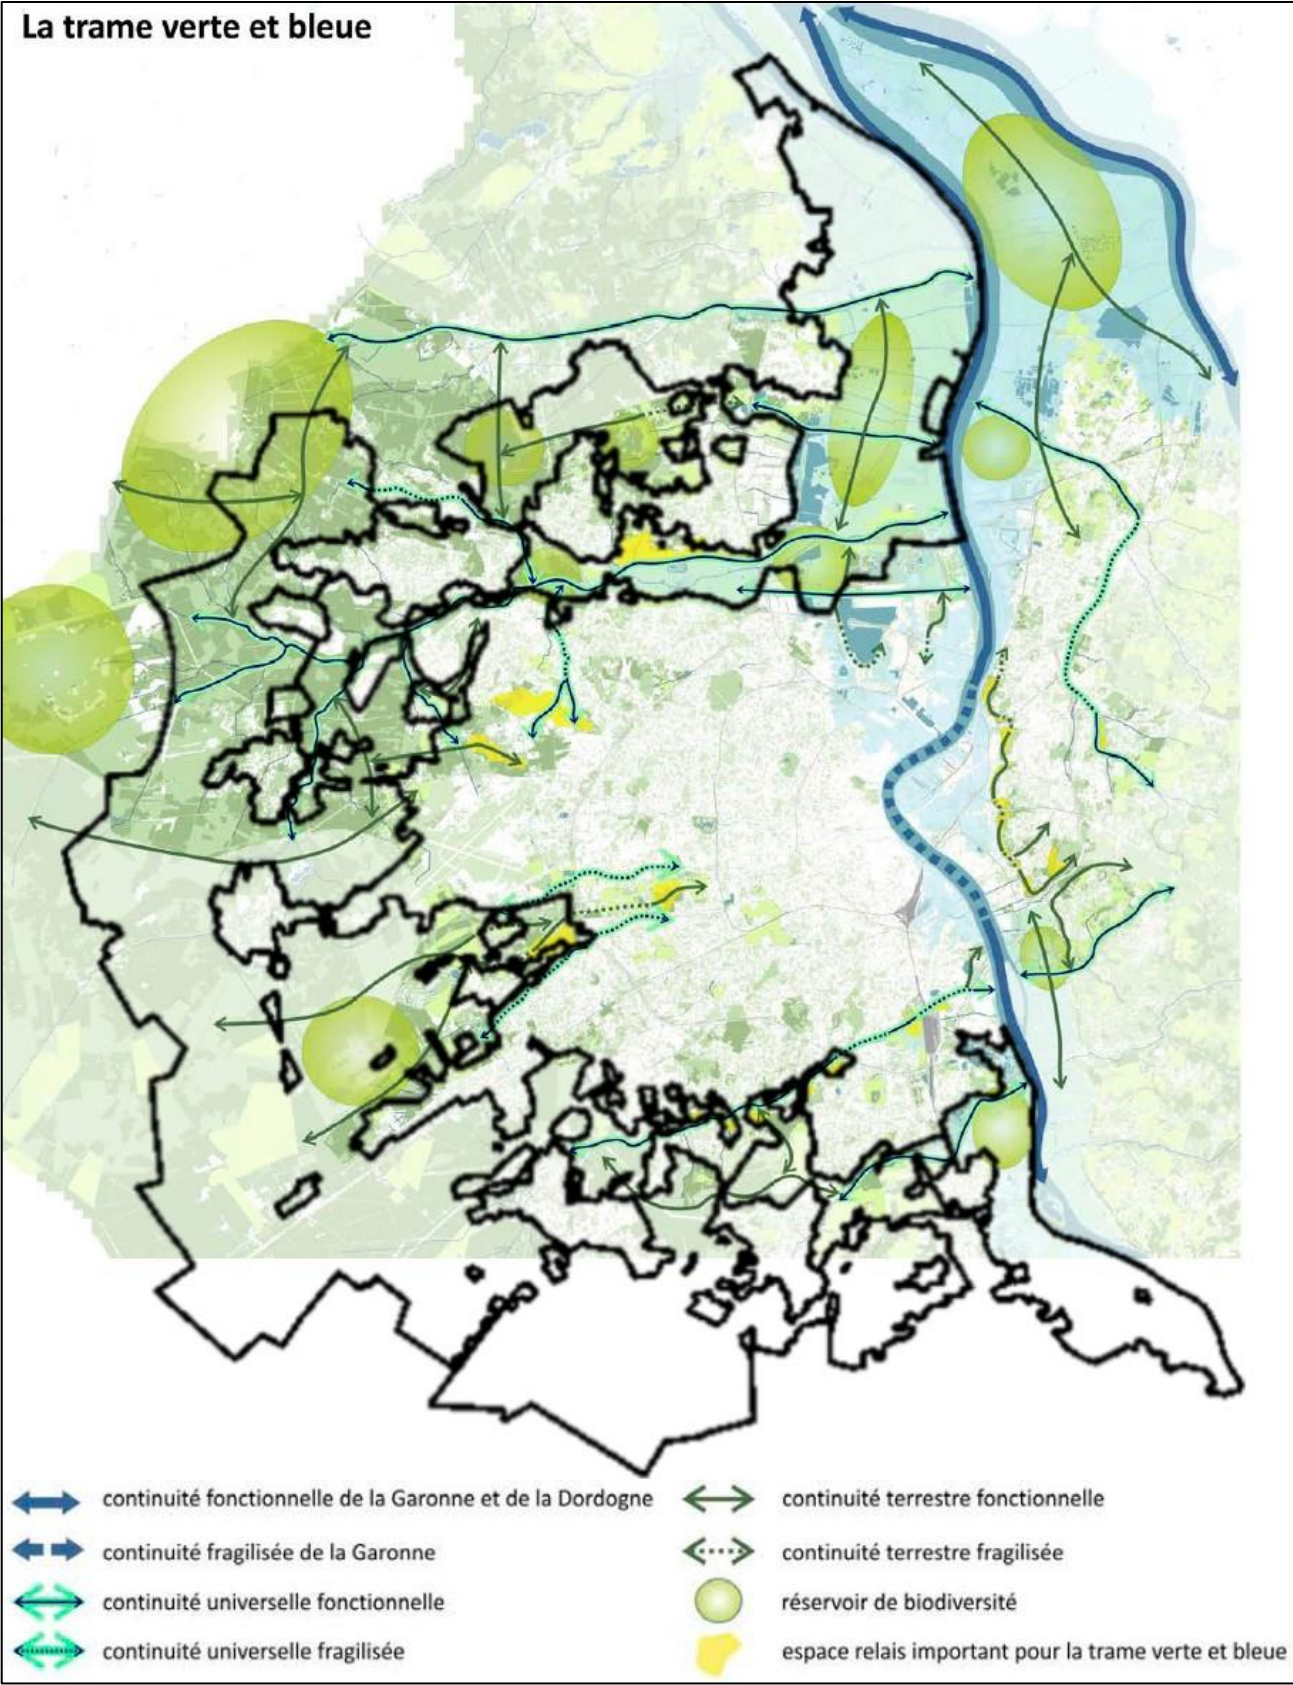 La trame verte et bleue
continuité fonctionnelle de la Garonne et de la Dordogne
continuité terrestre fonctionnelle
continuité fragilisée de la Garonne
continuité terrestre fragilisée
continuité universelle fonctionnelle
réservoir de biodiversité
continuité universelle fragilisée
espace relais important pour la trame verte et bleue